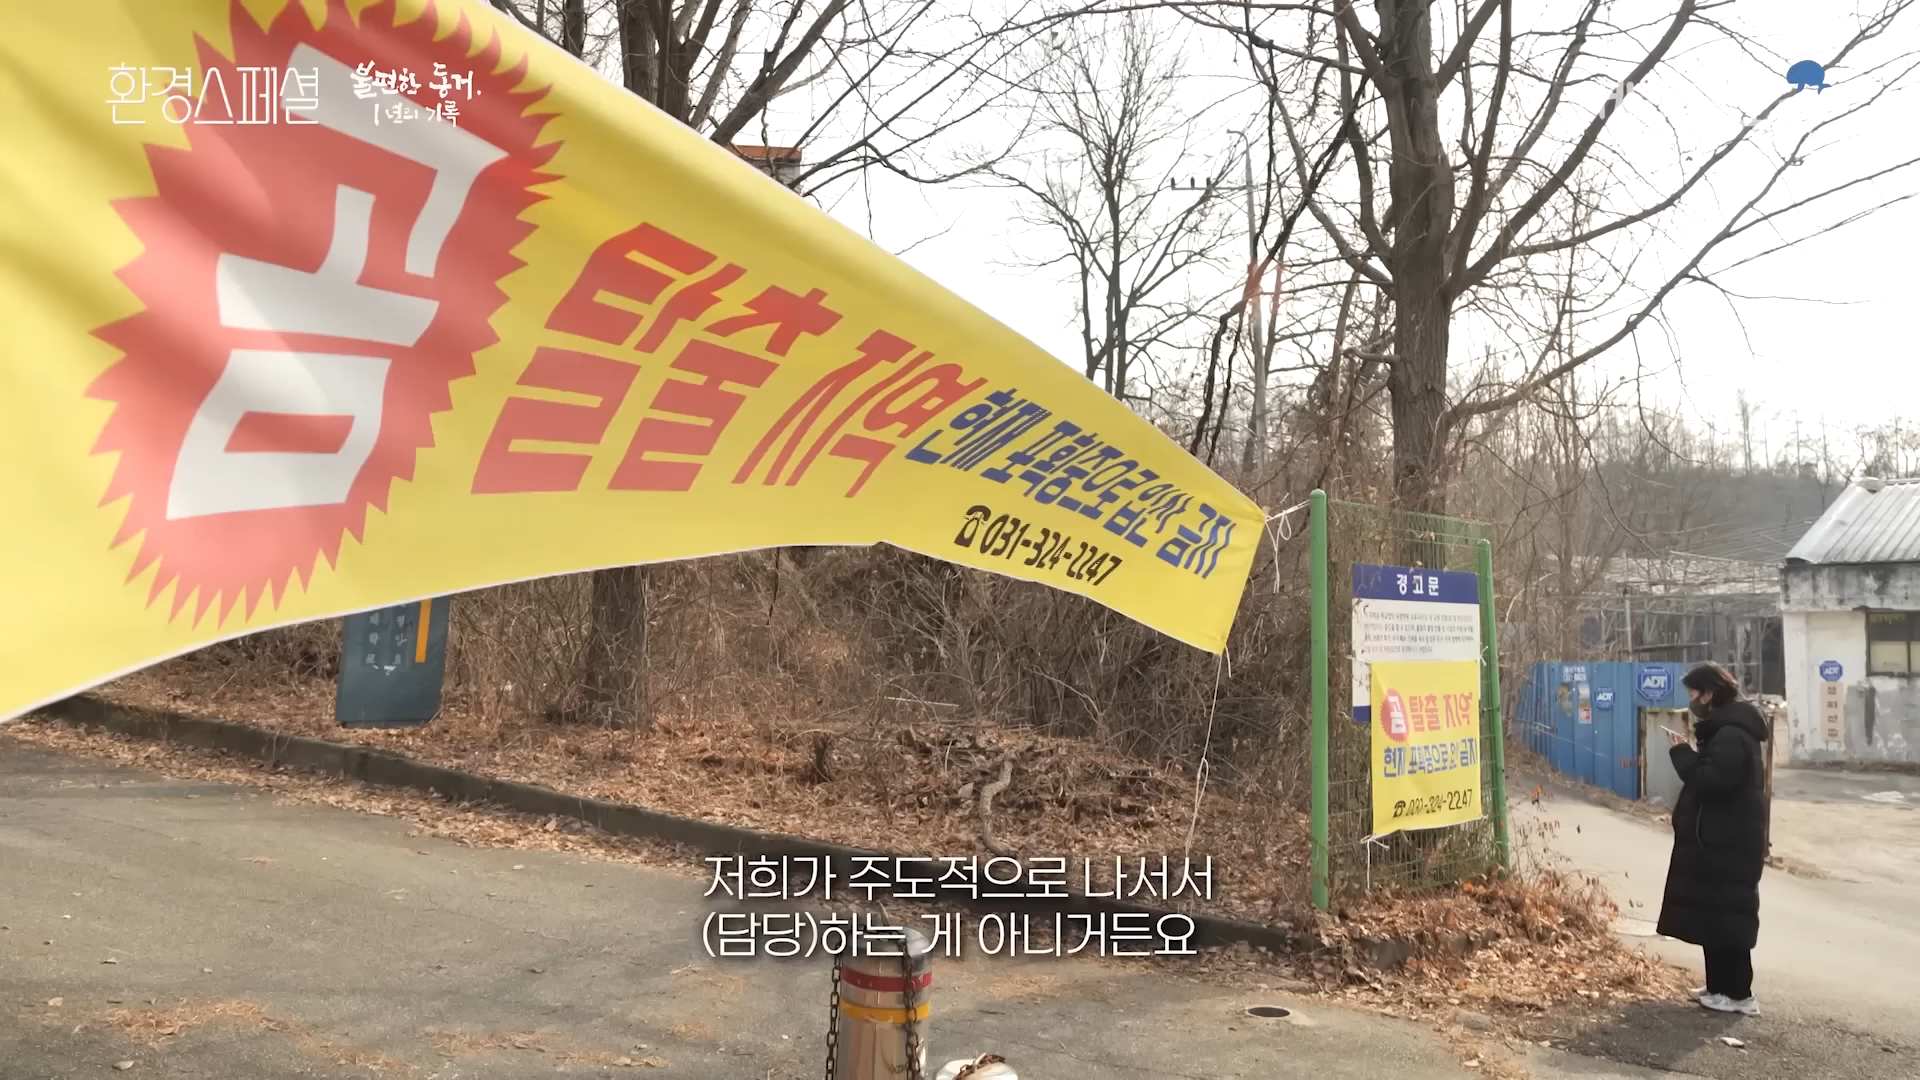 환경스페셜
불편한 동거,
1년의 기록
곰 탈출 지역
현재 포획중으로 입산 금지
☎031-324-2247
경고문
곰 탈출 지역
현재 포획중으로 입산 금지
☎031-324-2247
ADT
ADT
ADT
저희가 주도적으로 나서서
(담당)하는 게 아니거든요